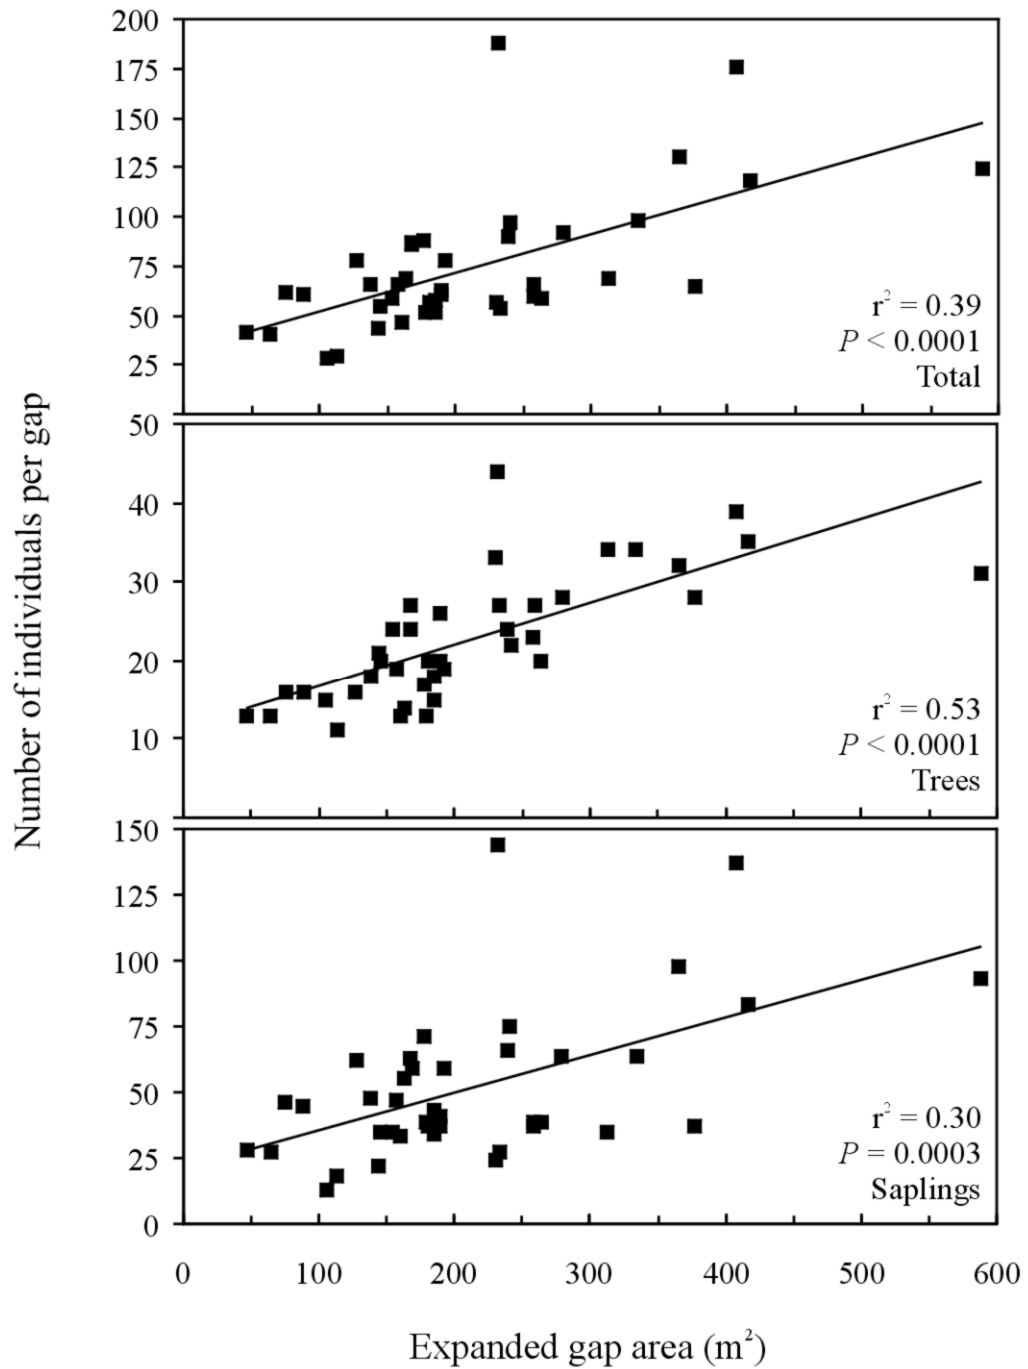 200
175
150
125
100
75
50
25
r² = 0.39
P < 0.0001
Total
50
40
30
20
10
r² = 0.53
P < 0.0001
Trees
150
125
100
75
50
25
0
r² = 0.30
P = 0.0003
Saplings
0 100 200 300 400 500 600
Number of individuals per gap
Expanded gap area (m²)